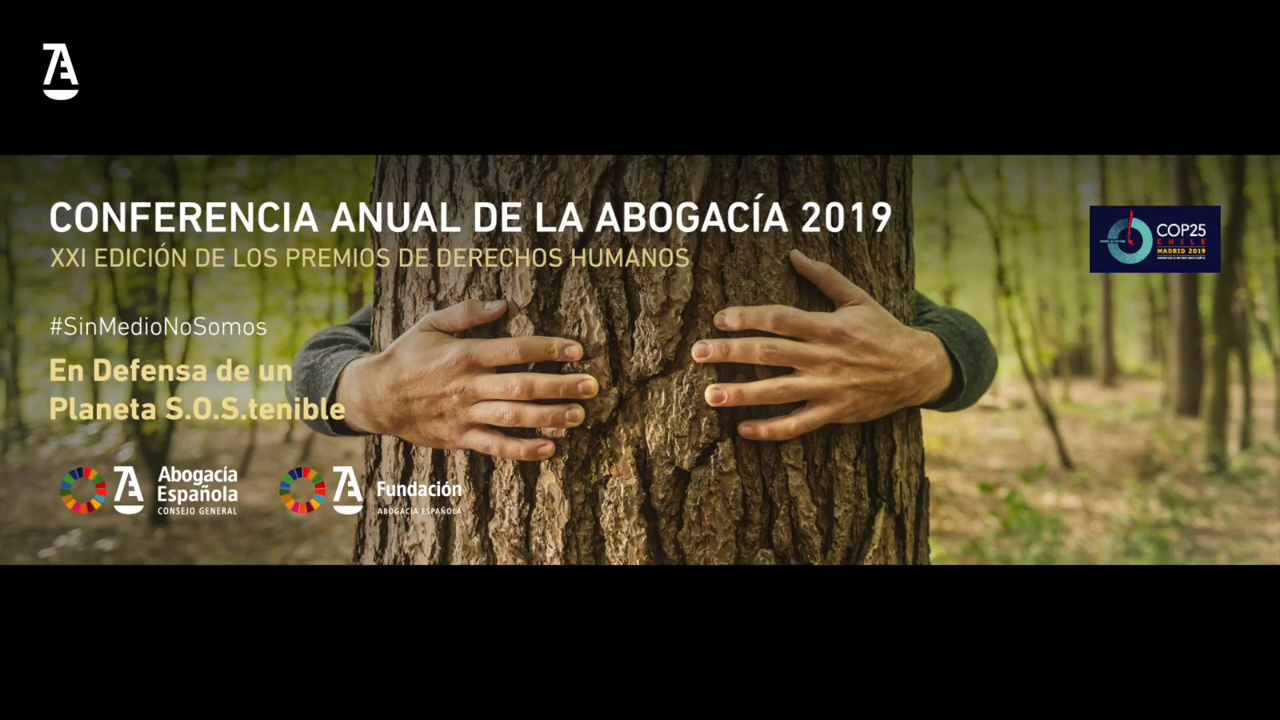 CONFERENCIA ANUAL DE LA ABOGACÍA 2019
XXI EDICIÓN DE LOS PREMIOS DE DERECHOS HUMANOS
COP25
CHILE
MADRID 2019
#SinMedioNoSomos
En Defensa de un
Planeta S.O.S.tenible
Abogacía
Española
CONSEJO GENERAL
Fundación
ABOGACÍA ESPAÑOLA